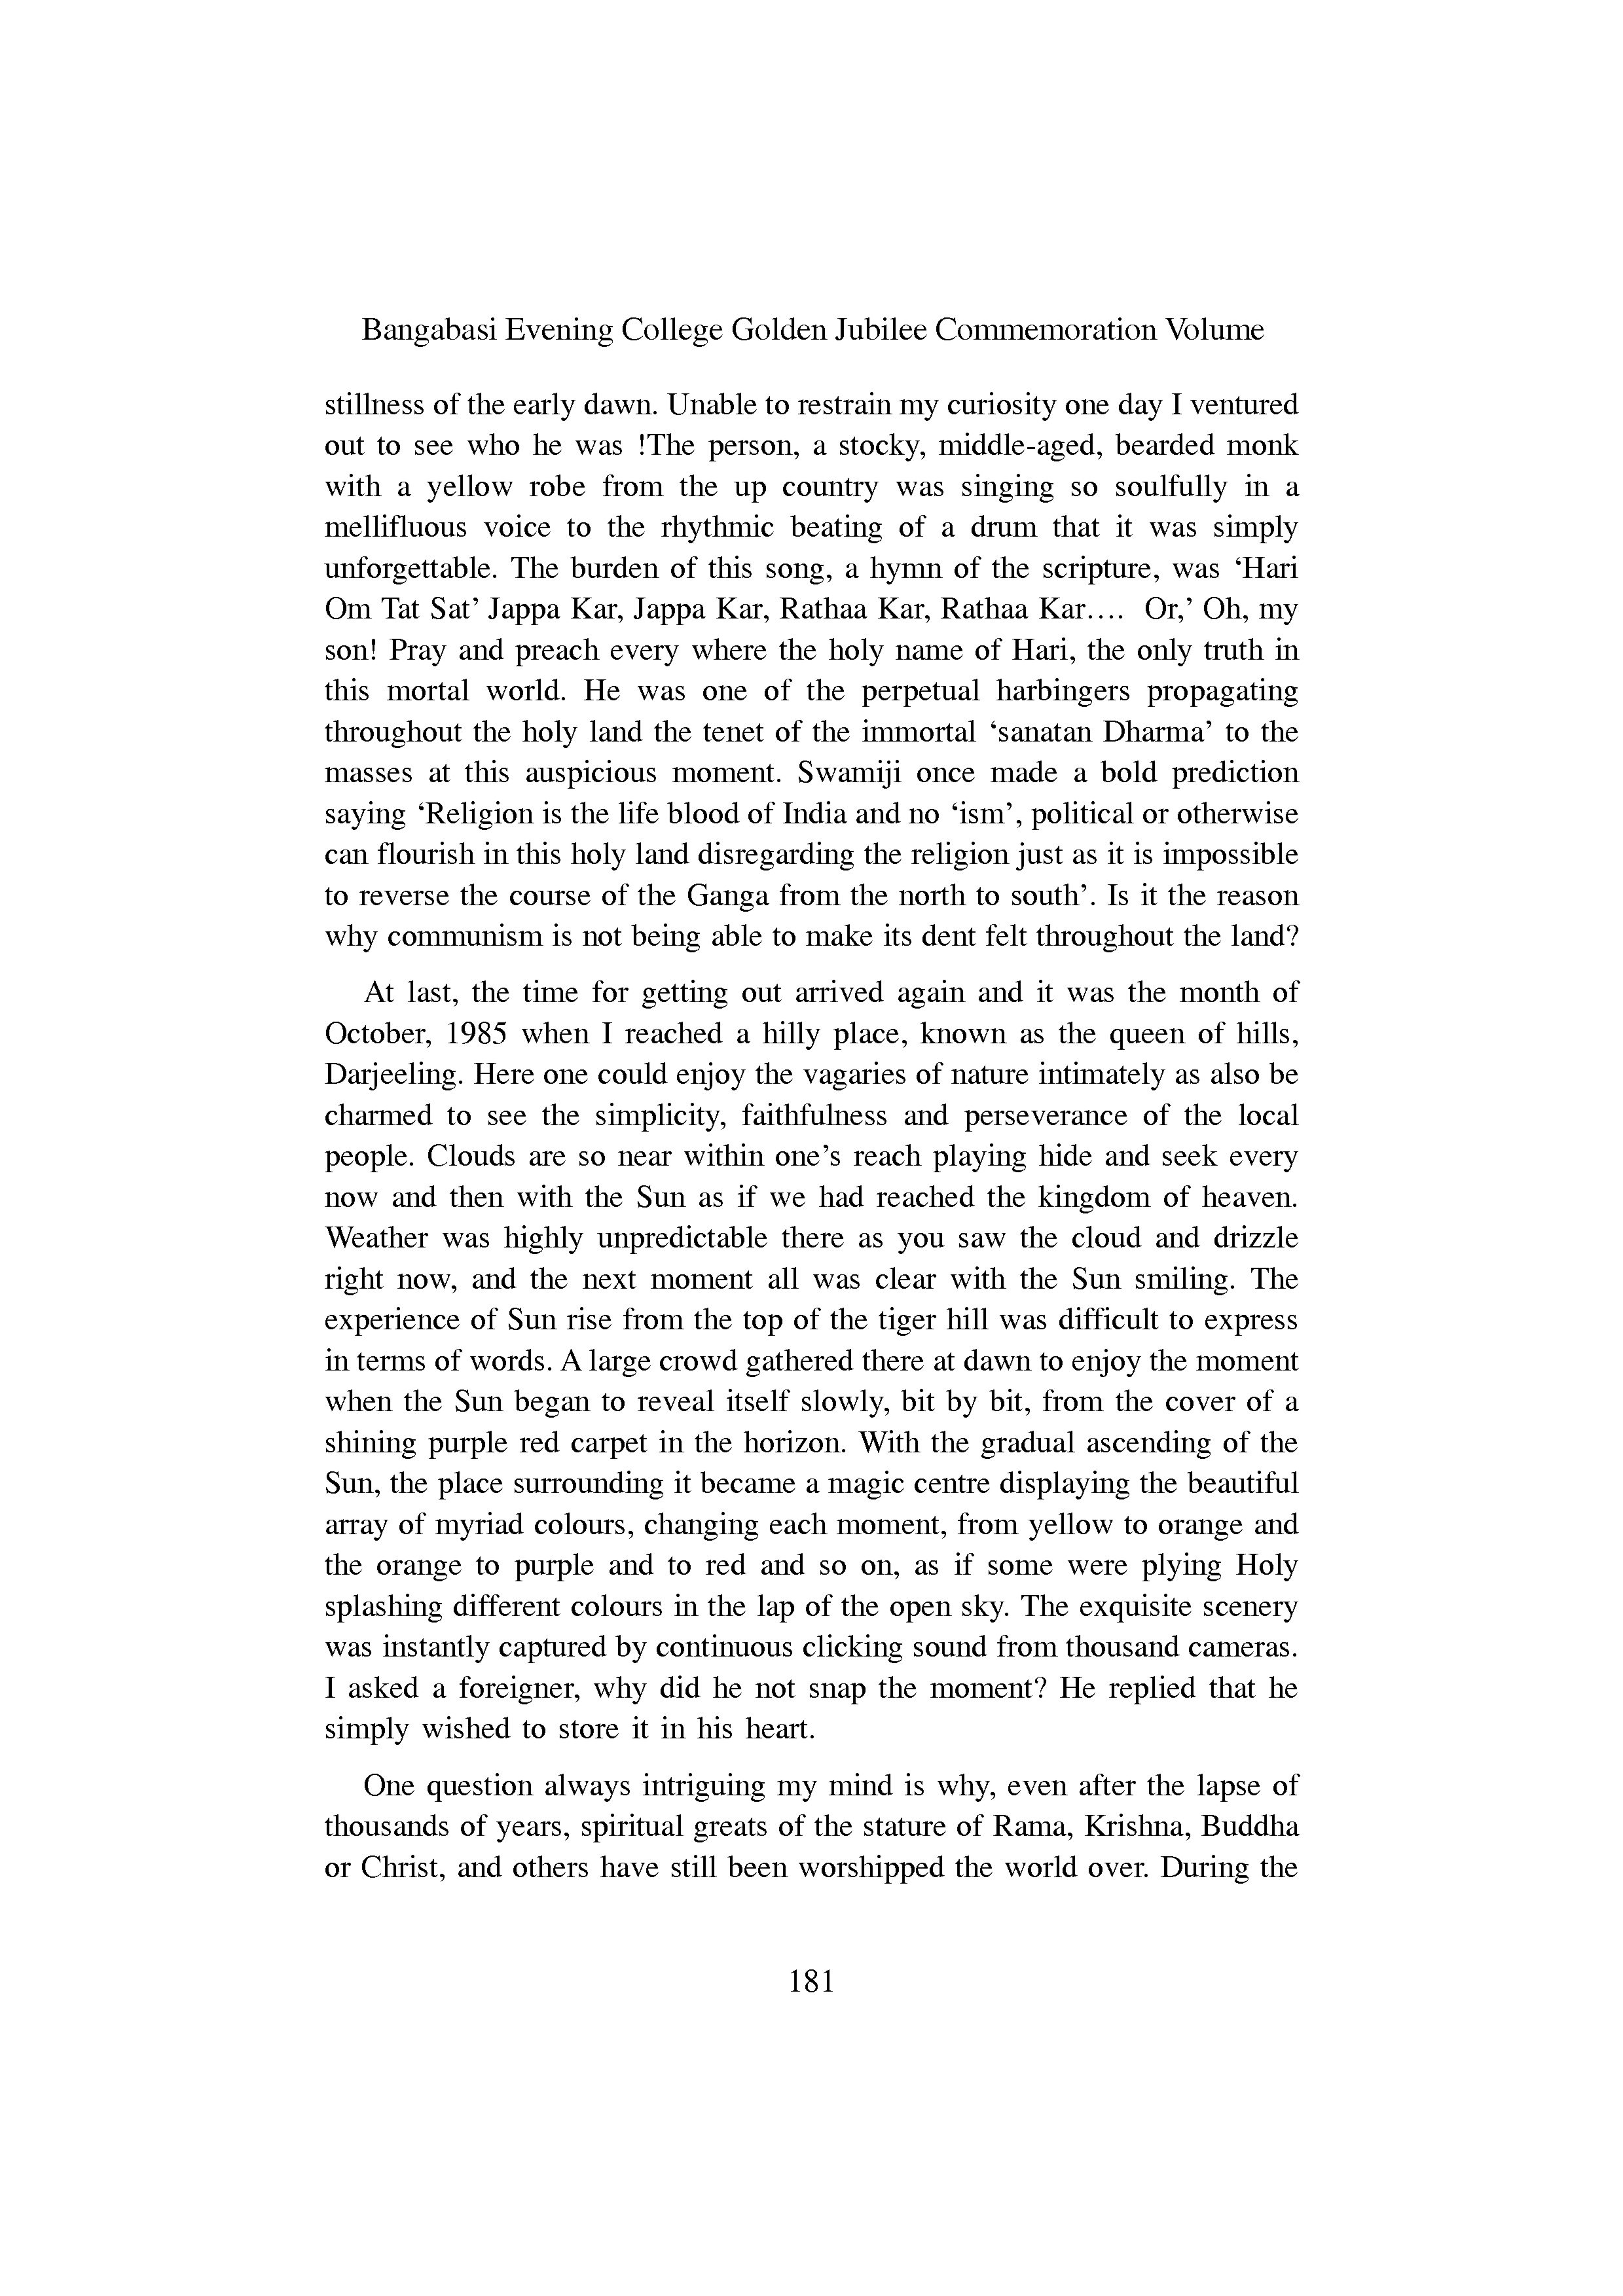 Bangabasi Evening College Golden Jubilee Commemoration Volume
stillness of the early dawn. Unable to restrain my curiosity one day I ventured
out to see who he was !The person, a stocky, middle-aged, bearded monk
with a yellow robe from the up country was singing so soulfully in a
mellifluous voice to the rhythmic beating of a drum that it was simply
unforgettable. The burden of this song, a hymn of the scripture, was ‘Hari
Om Tat Sat’ Jappa Kar, Jappa Kar, Rathaa Kar, Rathaa Kar.... Or,’ Oh, my
son! Pray and preach every where the holy name of Hari, the only truth in
this mortal world. He was one of the perpetual harbingers propagating
throughout the holy land the tenet of the immortal ‘sanatan Dharma’ to the
masses at this auspicious moment. Swamiji once made a bold prediction
saying ‘Religion is the life blood of India and no ‘ism’, political or otherwise
can flourish in this holy land disregarding the religion just as it is impossible
to reverse the course of the Ganga from the north to south’. Is it the reason
why communism is not being able to make its dent felt throughout the land?
At last, the time for getting out arrived again and it was the month of
October, 1985 when I reached a hilly place, known as the queen of hills,
Darjeeling. Here one could enjoy the vagaries of nature intimately as also be
charmed to see the simplicity, faithfulness and perseverance of the local
people. Clouds are so near within one’s reach playing hide and seek every
now and then with the Sun as if we had reached the kingdom of heaven.
Weather was highly unpredictable there as you saw the cloud and drizzle
right now, and the next moment all was clear with the Sun smiling. The
experience of Sun rise from the top of the tiger hill was difficult to express
in terms of words. A large crowd gathered there at dawn to enjoy the moment
when the Sun began to reveal itself slowly, bit by bit, from the cover of a
shining purple red carpet in the horizon. With the gradual ascending of the
Sun, the place surrounding it became a magic centre displaying the beautiful
array of myriad colours, changing each moment, from yellow to orange and
the orange to purple and to red and so on, as if some were plying Holy
splashing different colours in the lap of the open sky. The exquisite scenery
was instantly captured by continuous clicking sound from thousand cameras.
I asked a foreigner, why did he not snap the moment? He replied that he
simply wished to store it in his heart.
One question always intriguing my mind is why, even after the lapse of
thousands of years, spiritual greats of the stature of Rama, Krishna, Buddha
or Christ, and others have still been worshipped the world over. During the
181